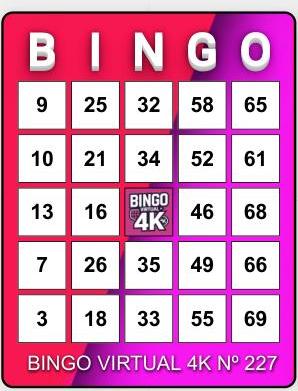 B I N G O
9 25 32 58 65
10 21 34 52 61
13 16 BINGO VIRTUAL 4K 46 68
7 26 35 49 66
3 18 33 55 69
BINGO VIRTUAL 4K Nº 227